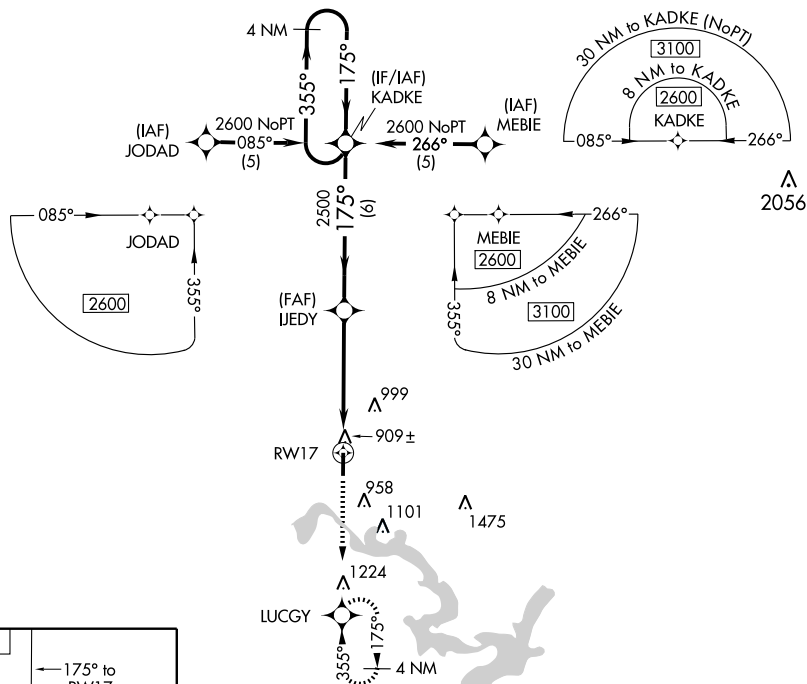 4 NM
355°
175°
(IF/IAF)
KADKE
(IAF)
JODAD
2600 NoPT
085°
(5)
2600 NoPT
266°
(5)
(IAF)
MEBIE
30 NM to KADKE (NoPT)
3100
8 NM to KADKE
2600
KADKE
085°
266°
2056
2500
175°
(6)
085°
JODAD
2600
355°
266°
MEBIE
2600
8 NM to MEBIE
3100
355°
30 NM to MEBIE
(FAF)
IJEDY
999
909±
RW17
958
1101
1475
1224
LUCGY
355°
175°
4 NM
175° to